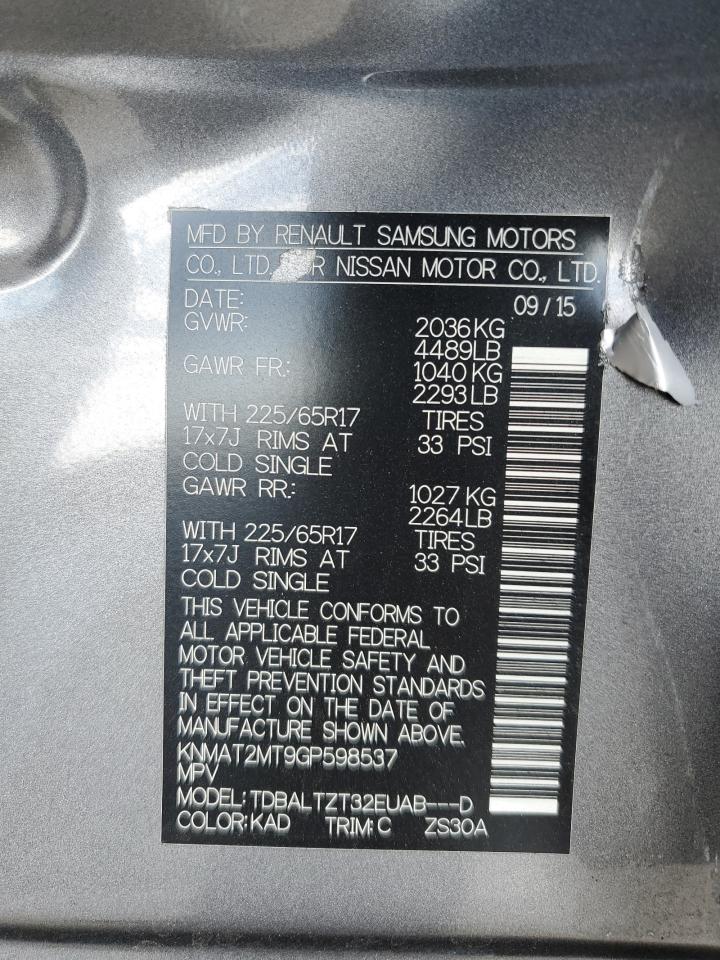 MFD BY RENAULT SAMSUNG MOTORS
CO., LTD. R NISSAN MOTOR CO., LTD.
DATE: 09/15
GVWR: 2036KG
4489LB
GAWR FR: 1040 KG
2293LB
WITH 225/65R17 TIRES
17x7J RIMS AT 33 PSI
COLD SINGLE
GAWR RR: 1027 KG
2264LB
WITH 225/65R17 TIRES
17x7J RIMS AT 33 PSI
COLD SINGLE
THIS VEHICLE CONFORMS TO
ALL APPLICABLE FEDERAL
MOTOR VEHICLE SAFETY AND
THEFT PREVENTION STANDARDS
IN EFFECT ON THE DATE OF
MANUFACTURE SHOWN ABOVE.
KNMAT2MT9GP598537
MPV
MODEL: TDBALTZT32EUAB---D
COLOR: KAD TRIM: C ZS30A